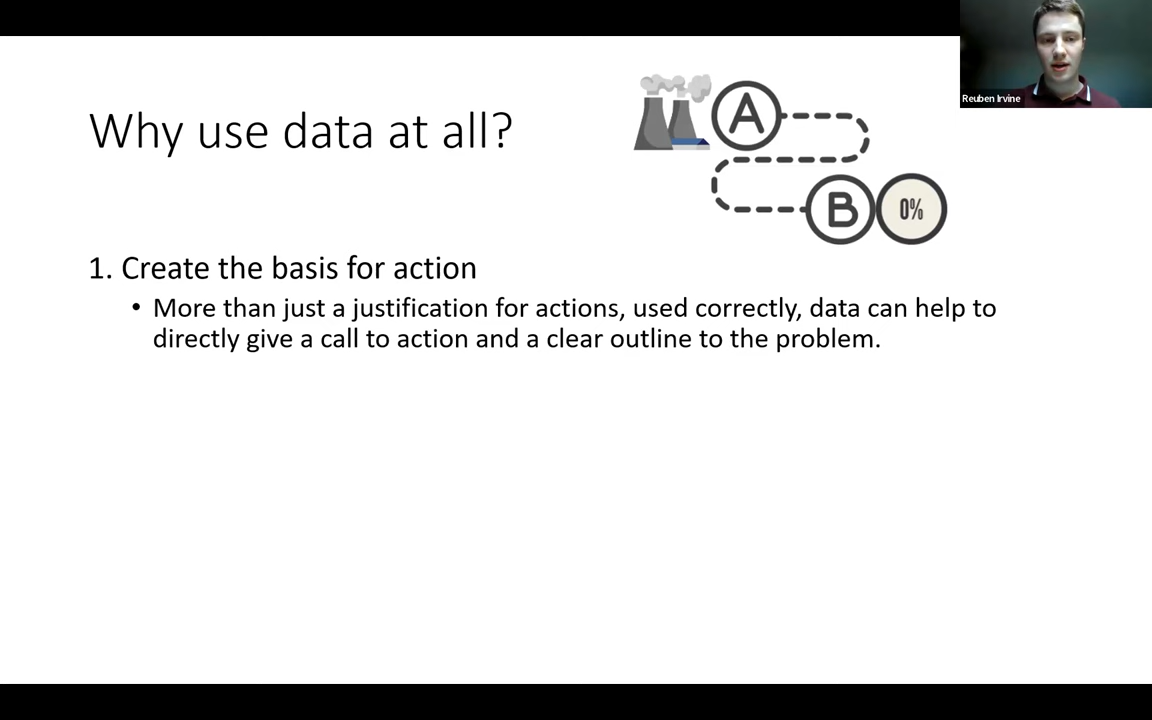 Reuben Irvine
Why use data at all?
A
B
0%
1. Create the basis for action
• More than just a justification for actions, used correctly, data can help to
directly give a call to action and a clear outline to the problem.